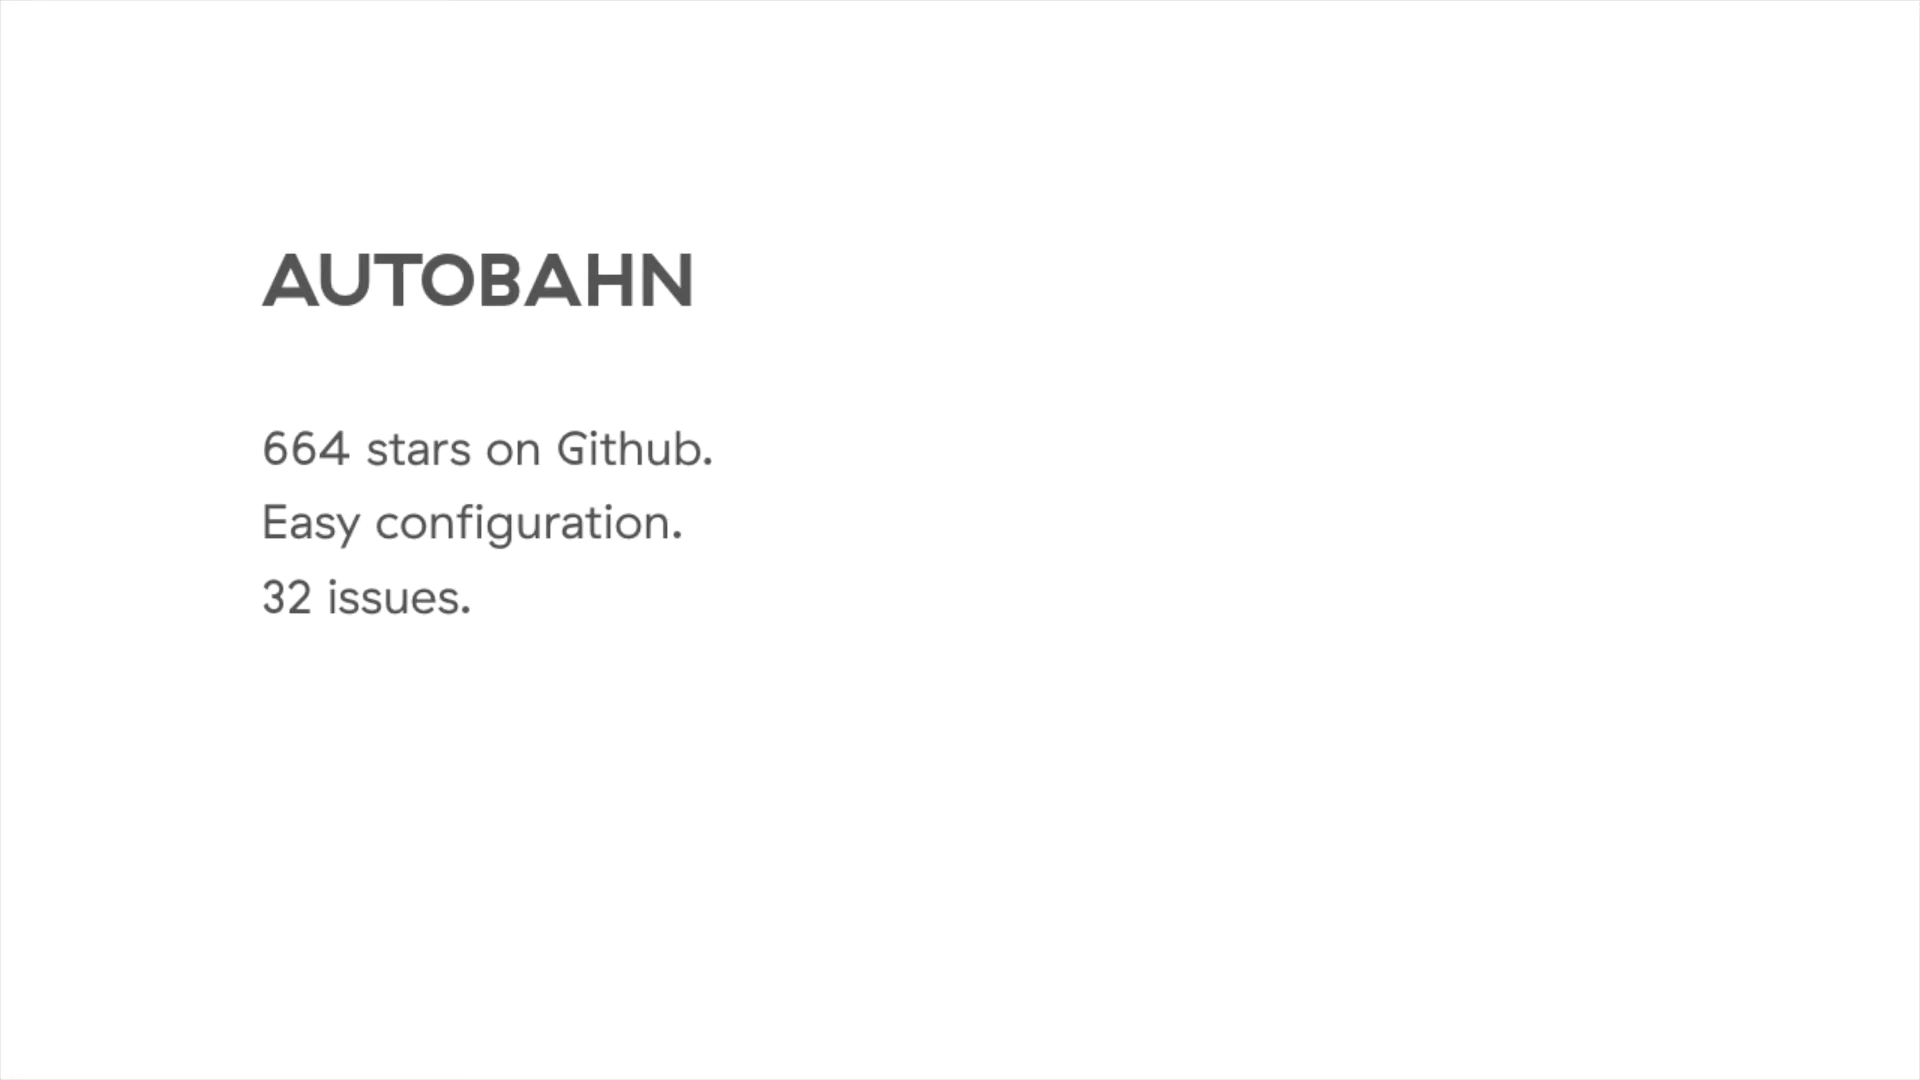 AUTOBAHN
664 stars on Github.
Easy configuration.
32 issues.